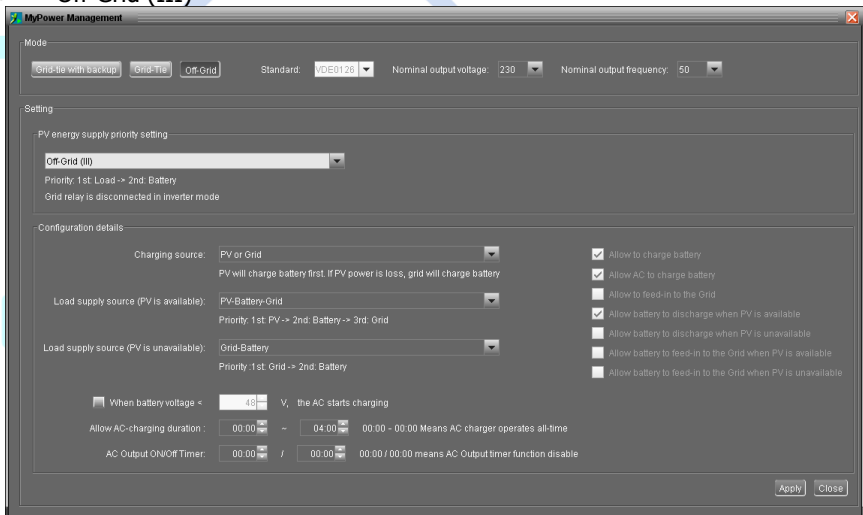 Off-Grid (III)
MyPower Management
Mode
Grid-tie with backup Grid-Tie Off-Grid Standard: VDE0126 Nominal output voltage: 230 Nominal output frequency: 50
Setting
PV energy supply priority setting
Off-Grid (III)
Priority: 1st: Load -> 2nd: Battery
Grid relay is disconnected in inverter mode
Configuration details
Charging source: PV or Grid
PV will charge battery first. If PV power is loss, grid will charge battery
Load supply source (PV is available): PV-Battery-Grid
Priority: 1st: PV -> 2nd: Battery -> 3rd: Grid
Load supply source (PV is unavailable): Grid-Battery
Priority :1st: Grid -> 2nd: Battery
Allow to charge battery
Allow AC to charge battery
Allow to feed-in to the Grid
Allow battery to discharge when PV is available
Allow battery to discharge when PV is unavailable
Allow battery to feed-in to the Grid when PV is available
Allow battery to feed-in to the Grid when PV is unavailable
When battery voltage < 48 V, the AC starts charging
Allow AC-charging duration : 00:00 – 04:00 00:00 - 00:00 Means AC charger operates all-time
AC Output ON/Off Timer: 00:00 / 00:00 00:00 / 00:00 means AC Output timer function disable
Apply Close